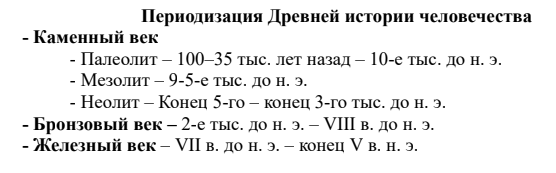 Периодизация Древней истории человечества
- Каменный век
- Палеолит – 100–35 тыс. лет назад – 10-е тыс. до н. э.
- Мезолит – 9-5-е тыс. до н. э.
- Неолит – Конец 5-го – конец 3-го тыс. до н. э.
- Бронзовый век – 2-е тыс. до н. э. – VIII в. до н. э.
- Железный век – VII в. до н. э. – конец V в. н. э.